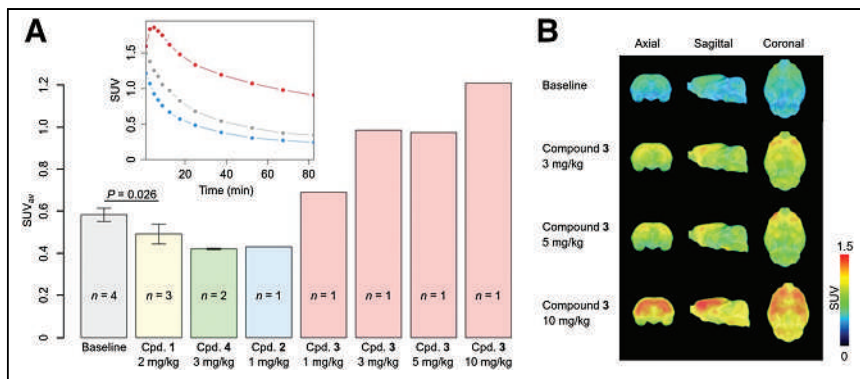 A
1.5
1.0
0.5
0.0
SUV
20
40
60
80
Time (min)
1.2
1.0
0.8
0.6
0.4
0.2
0
SUVav
P = 0.026
n = 4
n = 3
n = 2
n = 1
n = 1
n = 1
n = 1
n = 1
Baseline
Cpd. 1
2 mg/kg
Cpd. 4
3 mg/kg
Cpd. 2
1 mg/kg
Cpd. 3
1 mg/kg
Cpd. 3
3 mg/kg
Cpd. 3
5 mg/kg
Cpd. 3
10 mg/kg
B
Axial
Sagittal
Coronal
Baseline
Compound 3
3 mg/kg
Compound 3
5 mg/kg
Compound 3
10 mg/kg
1.5
SUV
0